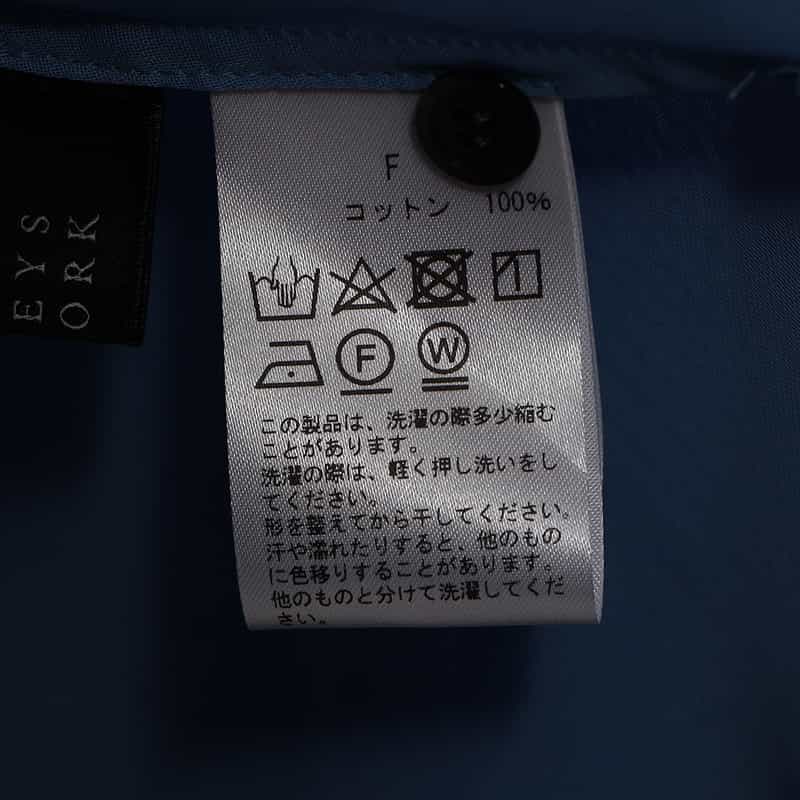 EYS
ORK
F
コットン 100%
F
W
この製品は、洗濯の際多少縮む
ことがあります。
洗濯の際は、軽く押し洗いをし
てください。
形を整えてから干してください。
汗や濡れたりすると、他のもの
に色移りすることがあります。
他のものと分けて洗濯してくだ
さい。